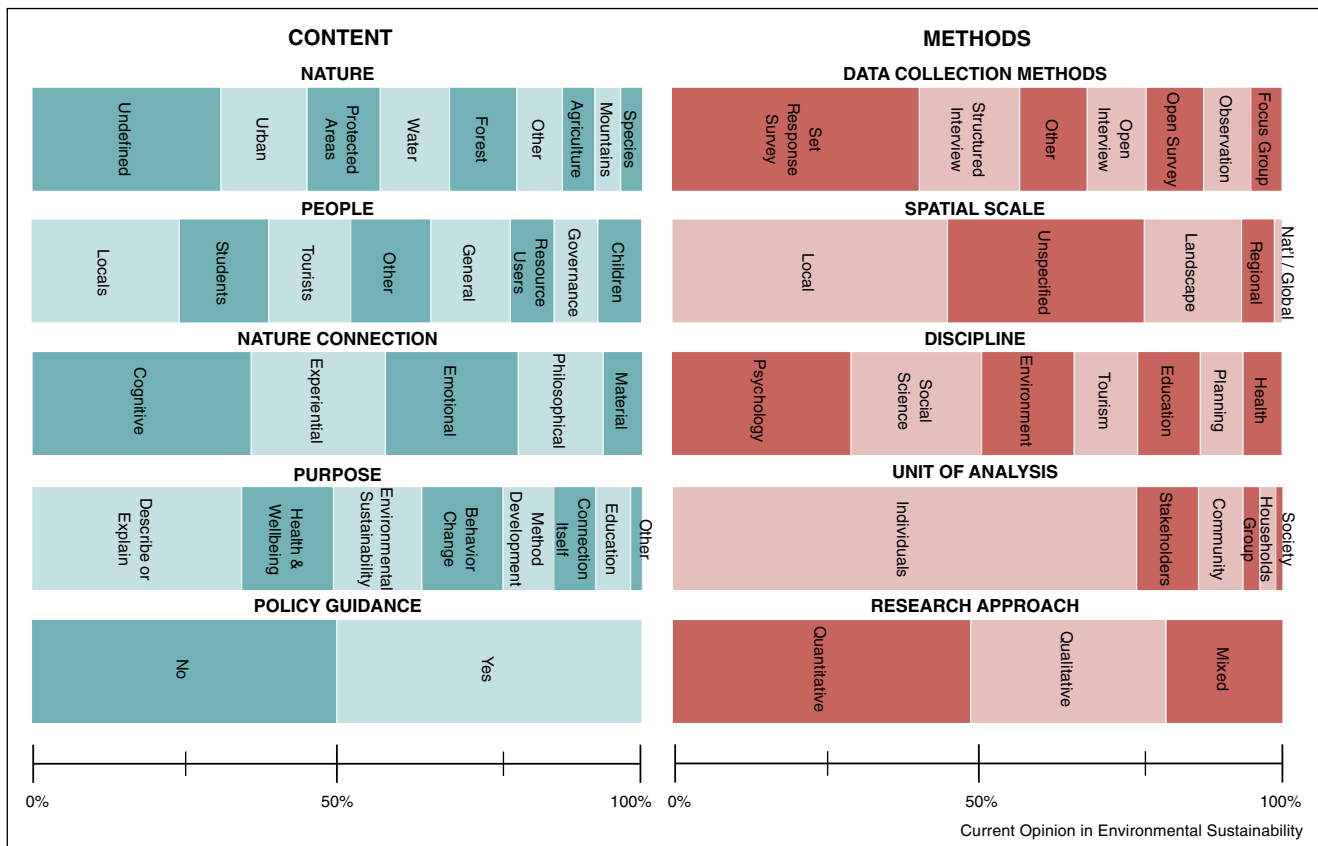 CONTENT
NATURE
Undefined
Urban
Protected
Areas
Water
Forest
Other
Agriculture
Mountains
Species
PEOPLE
Locals
Students
Tourists
Other
General
Resource
Users
Governance
Children
NATURE CONNECTION
Cognitive
Experiential
Emotional
Philosophical
Material
PURPOSE
Describe or
Explain
Health &
Wellbeing
Environmental
Sustainability
Behavior
Change
Method
Development
Connection
Itself
Education
Other
POLICY GUIDANCE
No
Yes
0%
50%
100%
METHODS
DATA COLLECTION METHODS
Set
Response
Survey
Structured
Interview
Other
Open
Interview
Open Survey
Observation
Focus Group
SPATIAL SCALE
Local
Unspecified
Landscape
Regional
Nat'l / Global
DISCIPLINE
Psychology
Social
Science
Environment
Tourism
Education
Planning
Health
UNIT OF ANALYSIS
Individuals
Stakeholders
Community
Group
Households
Society
RESEARCH APPROACH
Quantitative
Qualitative
Mixed
0%
50%
100%
Current Opinion in Environmental Sustainability